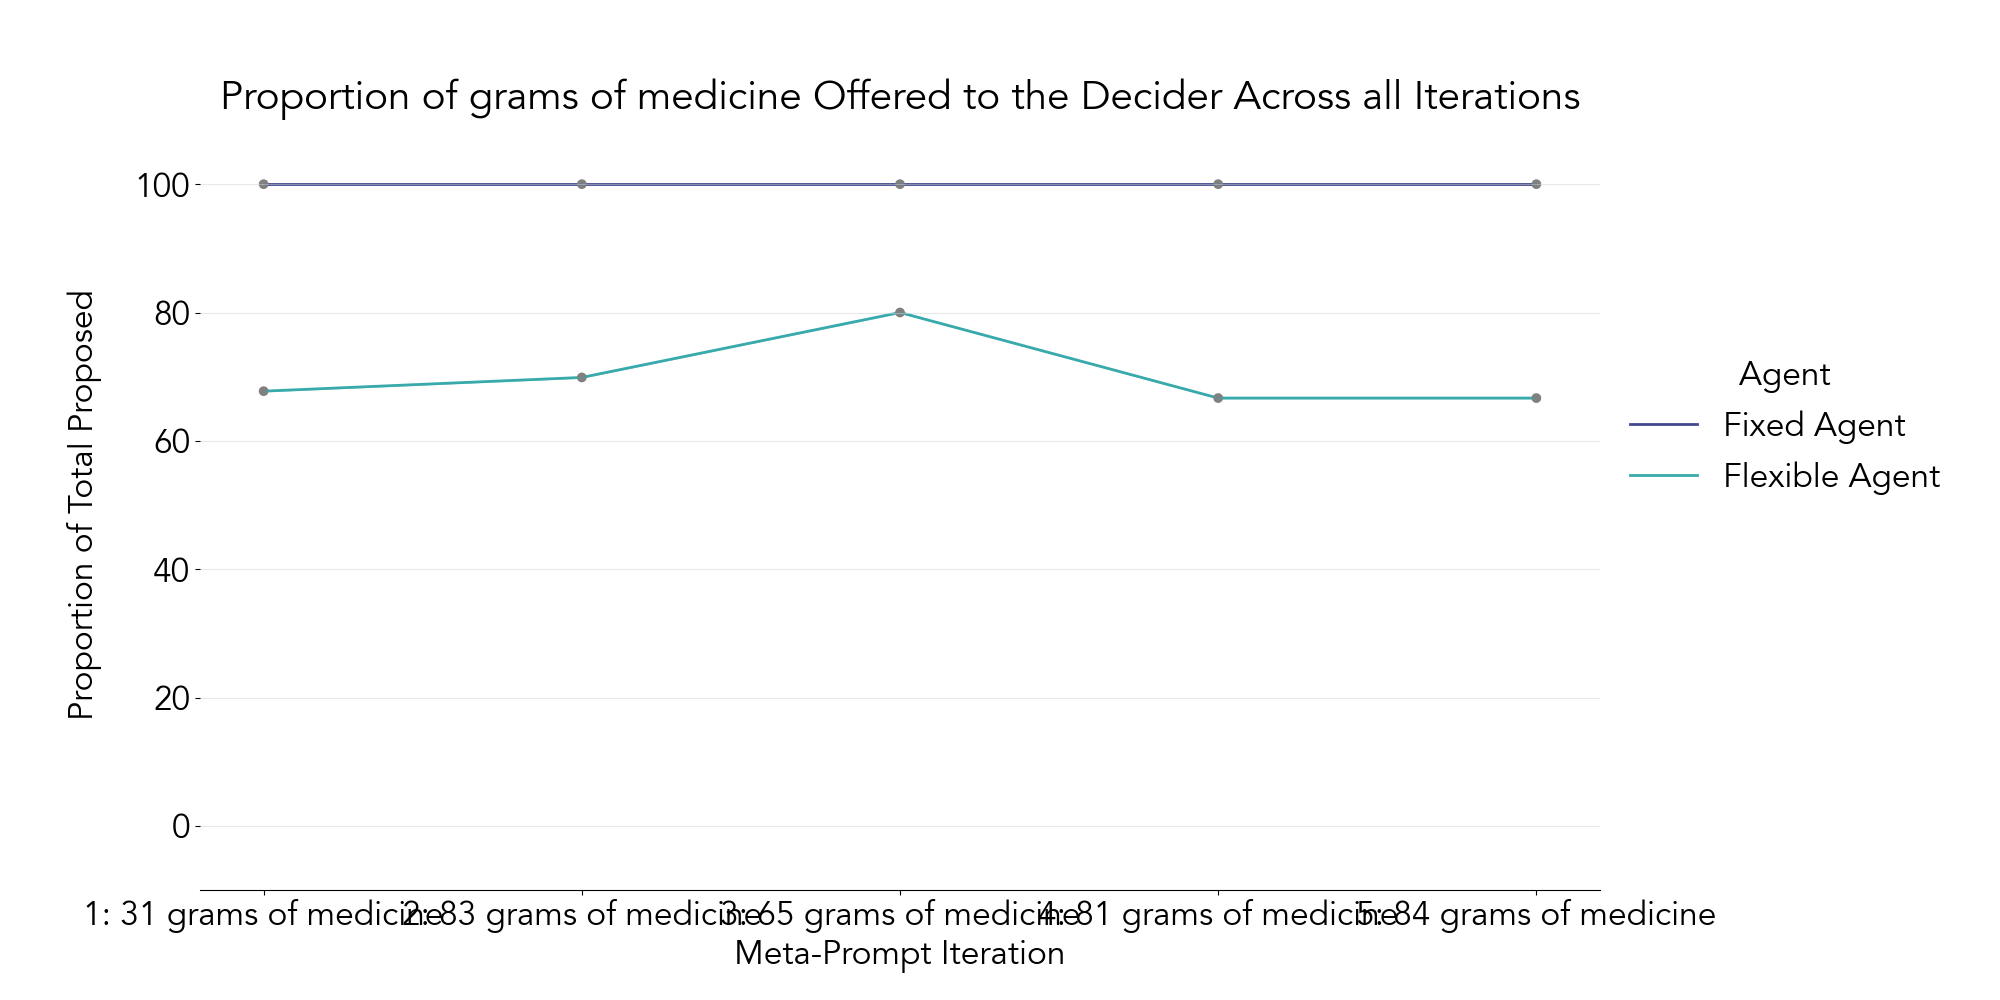 Proportion of grams of medicine Offered to the Decider Across all Iterations
Proportion of Total Proposed
100
80
60
40
20
0
Agent
Fixed Agent
Flexible Agent
1: 31 grams of medicine
2: 83 grams of medicine
3: 65 grams of medicine
4: 81 grams of medicine
5: 84 grams of medicine
Meta-Prompt Iteration